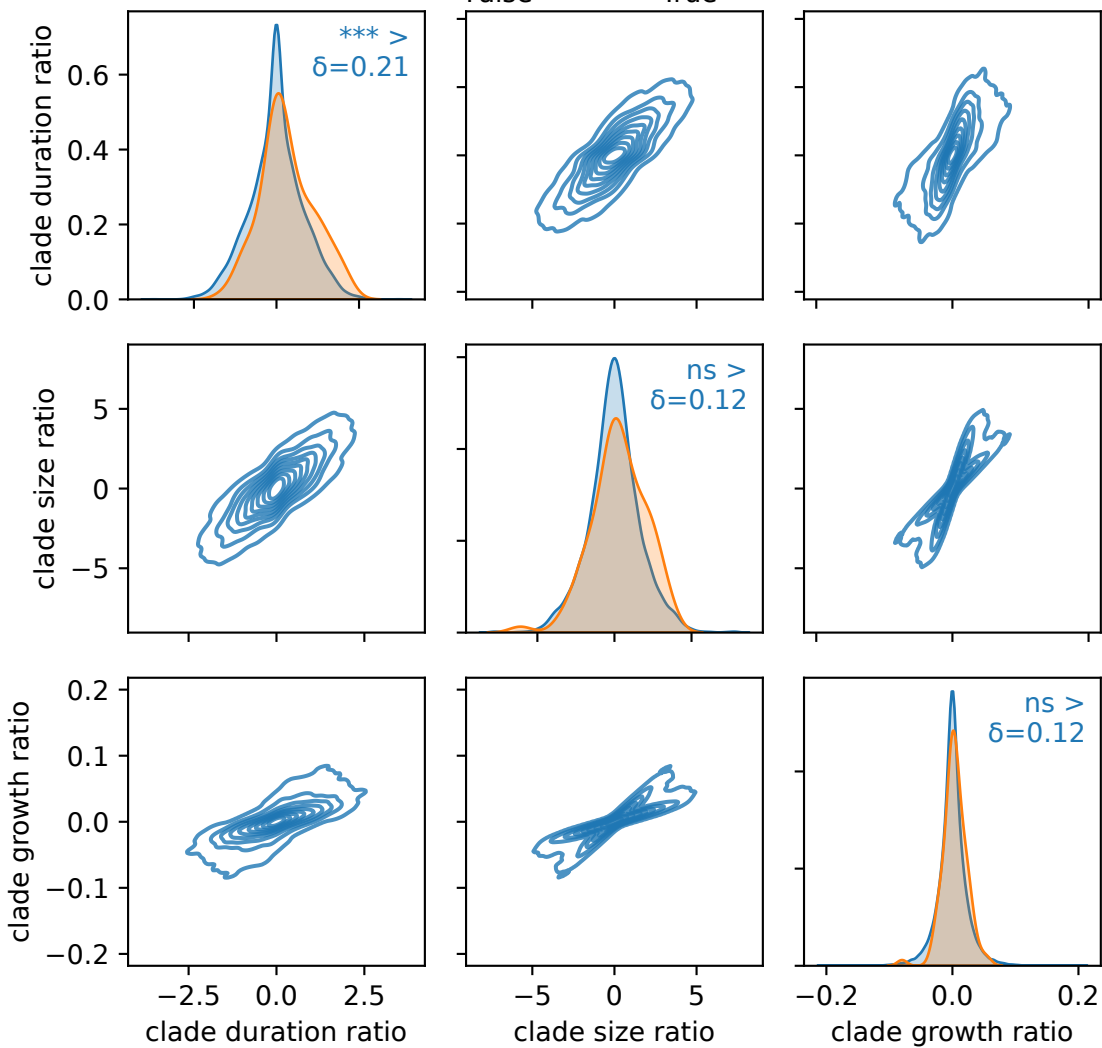 False True
clade duration ratio
0.6
0.4
0.2
0.0
*** >
δ=0.21
clade size ratio
5
0
−5
ns >
δ=0.12
clade growth ratio
0.2
0.1
0.0
−0.1
−0.2
ns >
δ=0.12
−2.5 0.0 2.5
−5 0 5
−0.2 0.0 0.2
clade duration ratio
clade size ratio
clade growth ratio